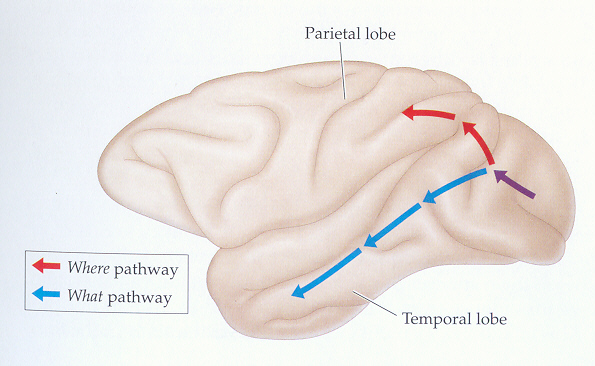 Parietal lobe
Where pathway
What pathway
Temporal lobe